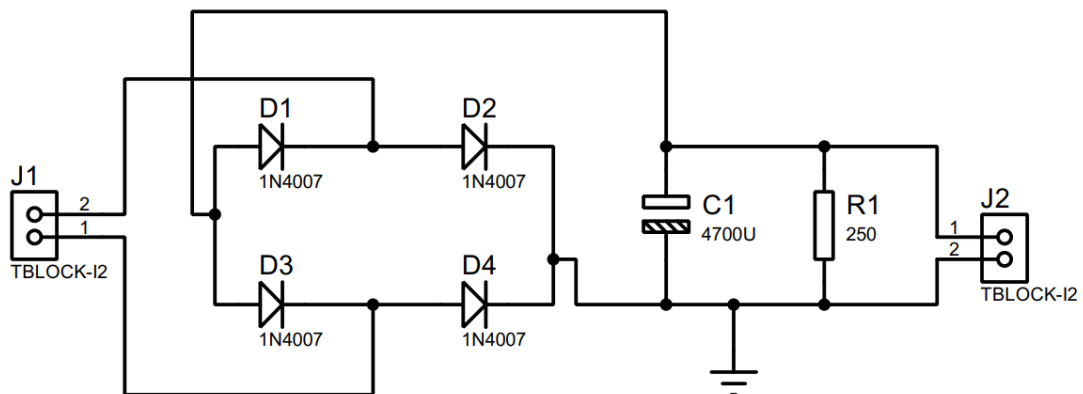 D1
1N4007
D2
1N4007
J1
2
1
TBLOCK-I2
D3
1N4007
D4
1N4007
C1
4700U
R1
250
J2
1
2
TBLOCK-I2